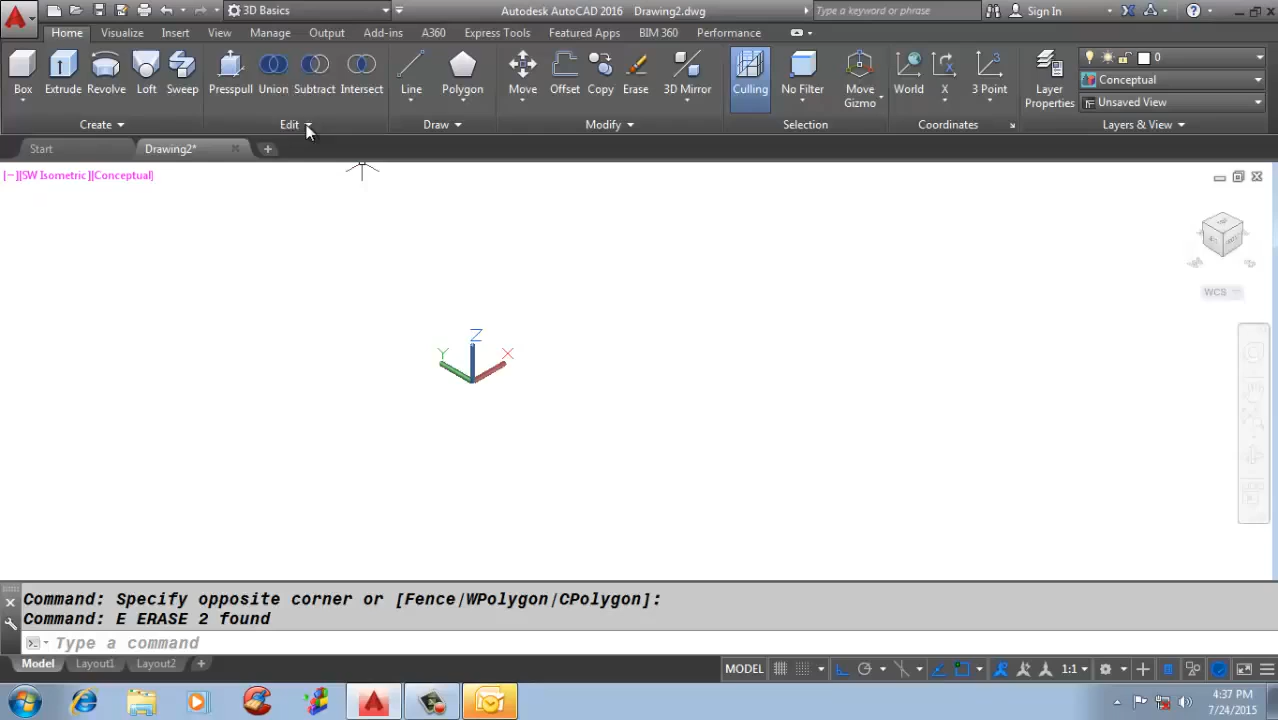 3D Basics
Autodesk AutoCAD 2016 Drawing2.dwg
Type a keyword or phrase
Sign In
Home Visualize Insert View Manage Output Add-ins A360 Express Tools Featured Apps BIM 360 Performance
Box Extrude Revolve Loft Sweep Presspull Union Subtract Intersect Line Polygon Move Offset Copy Erase 3D Mirror Culling No Filter Move Gizmo World X 3 Point Layer Properties
0
Conceptual
Unsaved View
Create Edit Draw Modify Selection Coordinates Layers & View
Start Drawing2*
[−][SW Isometric][Conceptual]
TOP
WCS
Z
Y
X
Command: Specify opposite corner or [Fence/WPolygon/CPolygon]:
Command: E ERASE 2 found
Type a command
Model Layout1 Layout2
MODEL 1:1
4:37 PM
7/24/2015